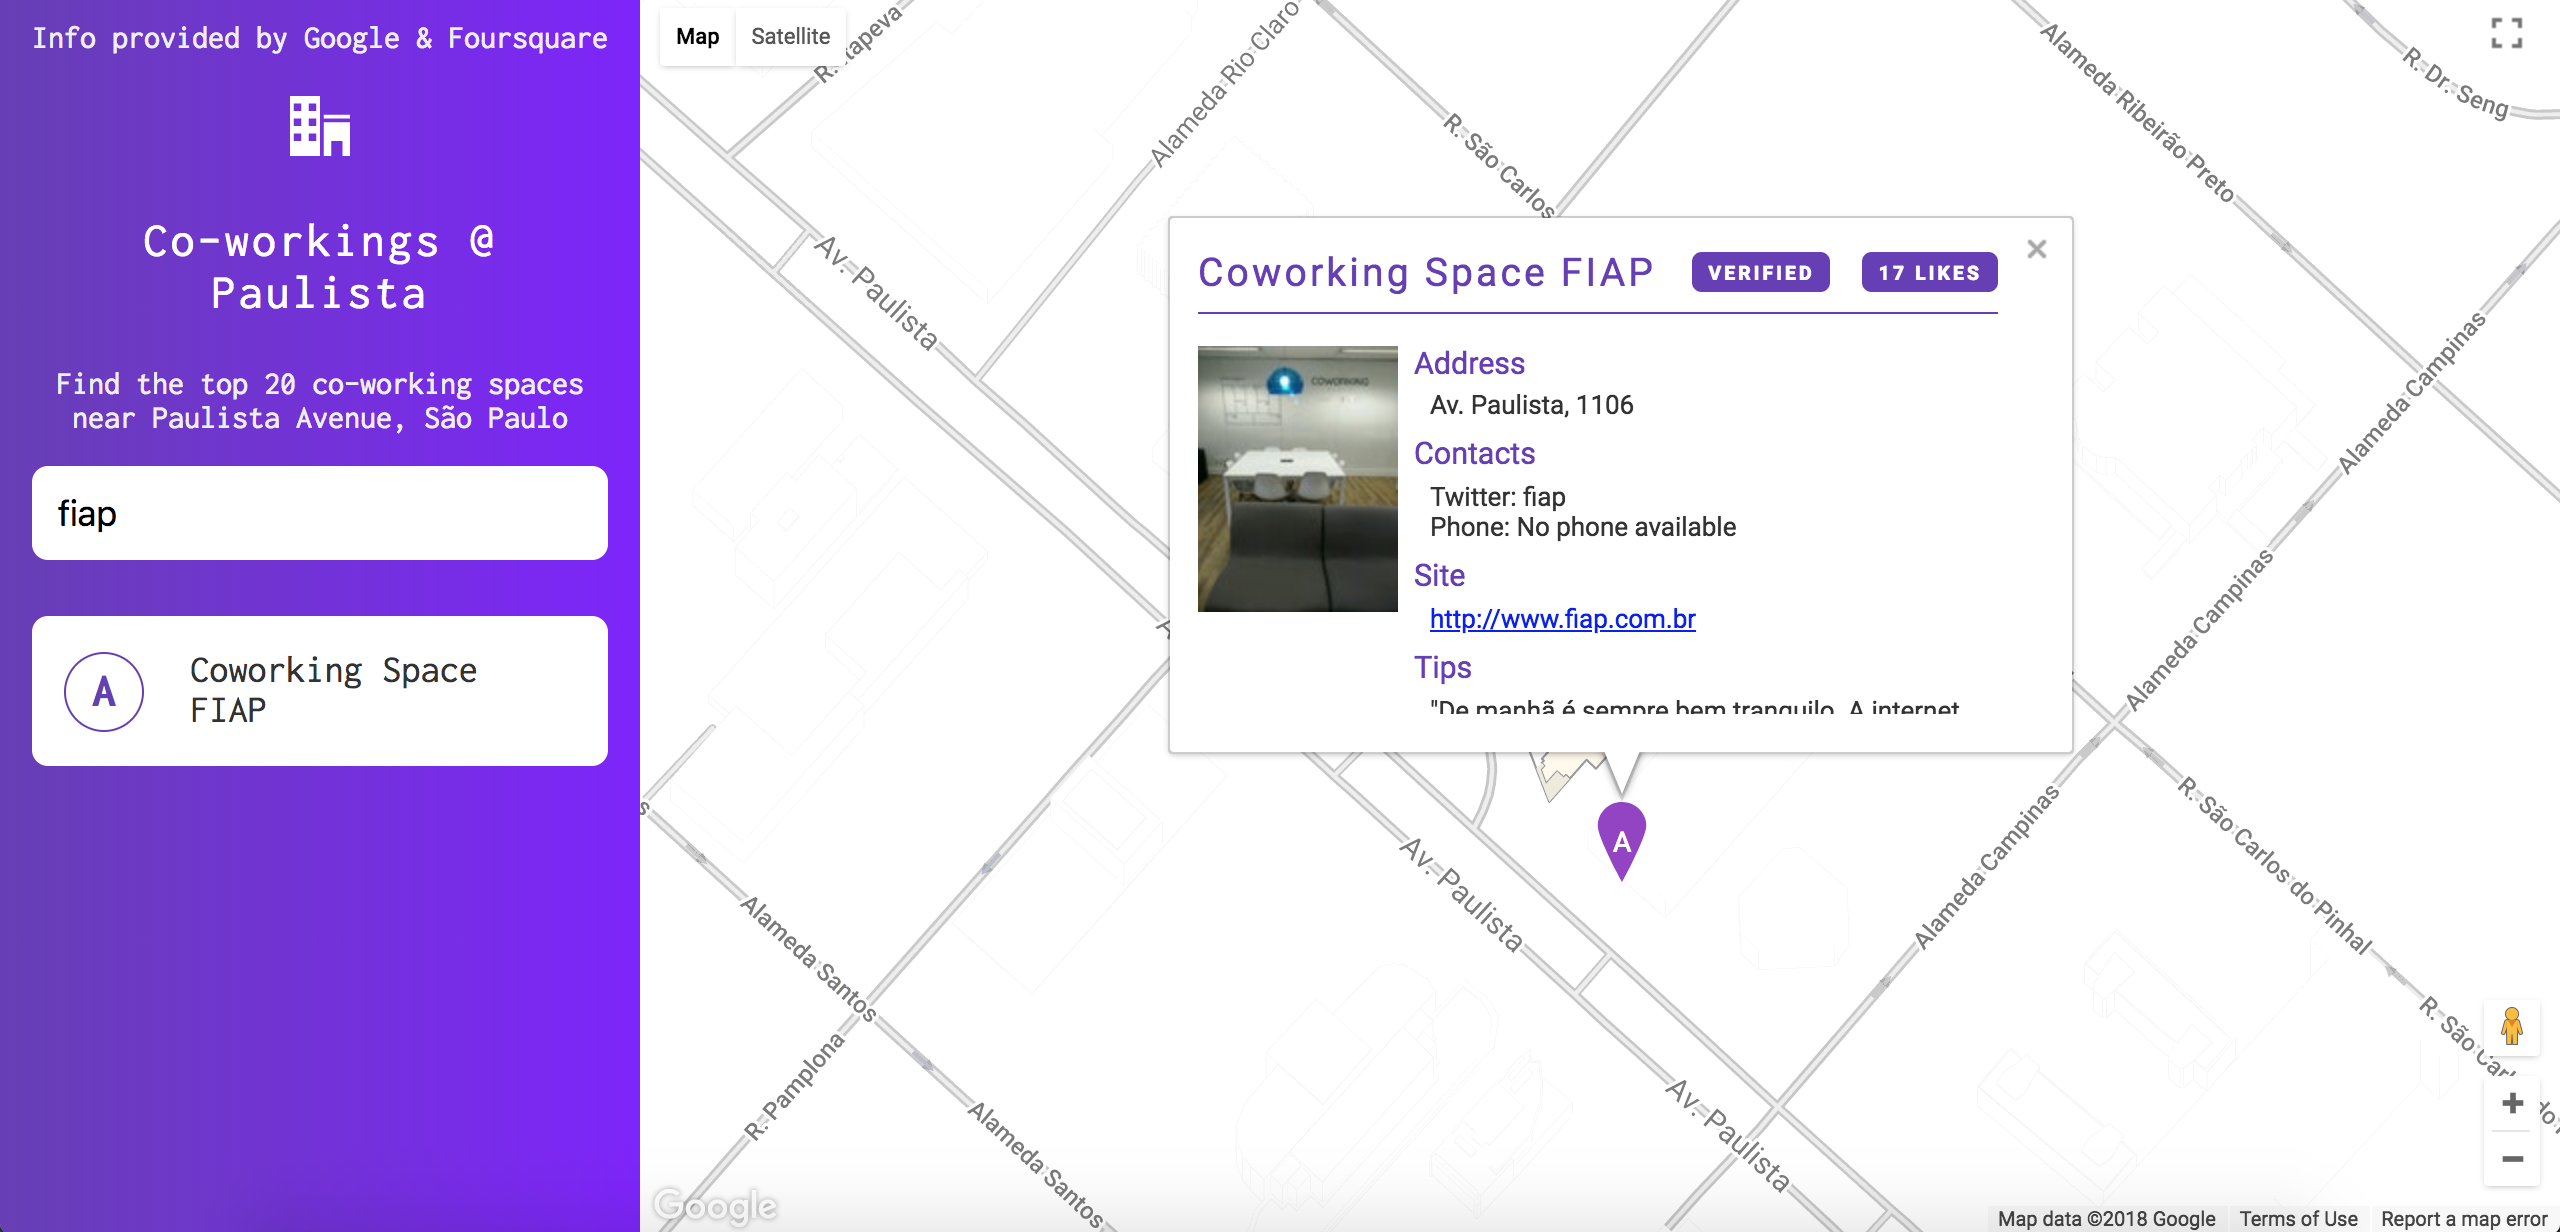 Info provided by Google & Foursquare
Co-workings @
Paulista
Find the top 20 co-working spaces
near Paulista Avenue, São Paulo
fiap
A
Coworking Space
FIAP
Map
Satellite
Alameda Rio Claro
R. São Carlos
Alameda Ribeirão Preto
R. Dr. Seng
Av. Paulista
Coworking Space FIAP
VERIFIED
17 LIKES
COWORKING
Address
Av. Paulista, 1106
Contacts
Twitter: fiap
Phone: No phone available
Site
http://www.fiap.com.br
Tips
"De manhã é sempre bem tranquilo. A internet
A
Alameda Campinas
Alameda Campinas
Alameda Campinas
R. São Carlos do Pinhal
Av. Paulista
Alameda Santos
R. Pamplona
Alameda Santos
Av. Paulista
Google
Map data ©2018 Google
Terms of Use
Report a map error